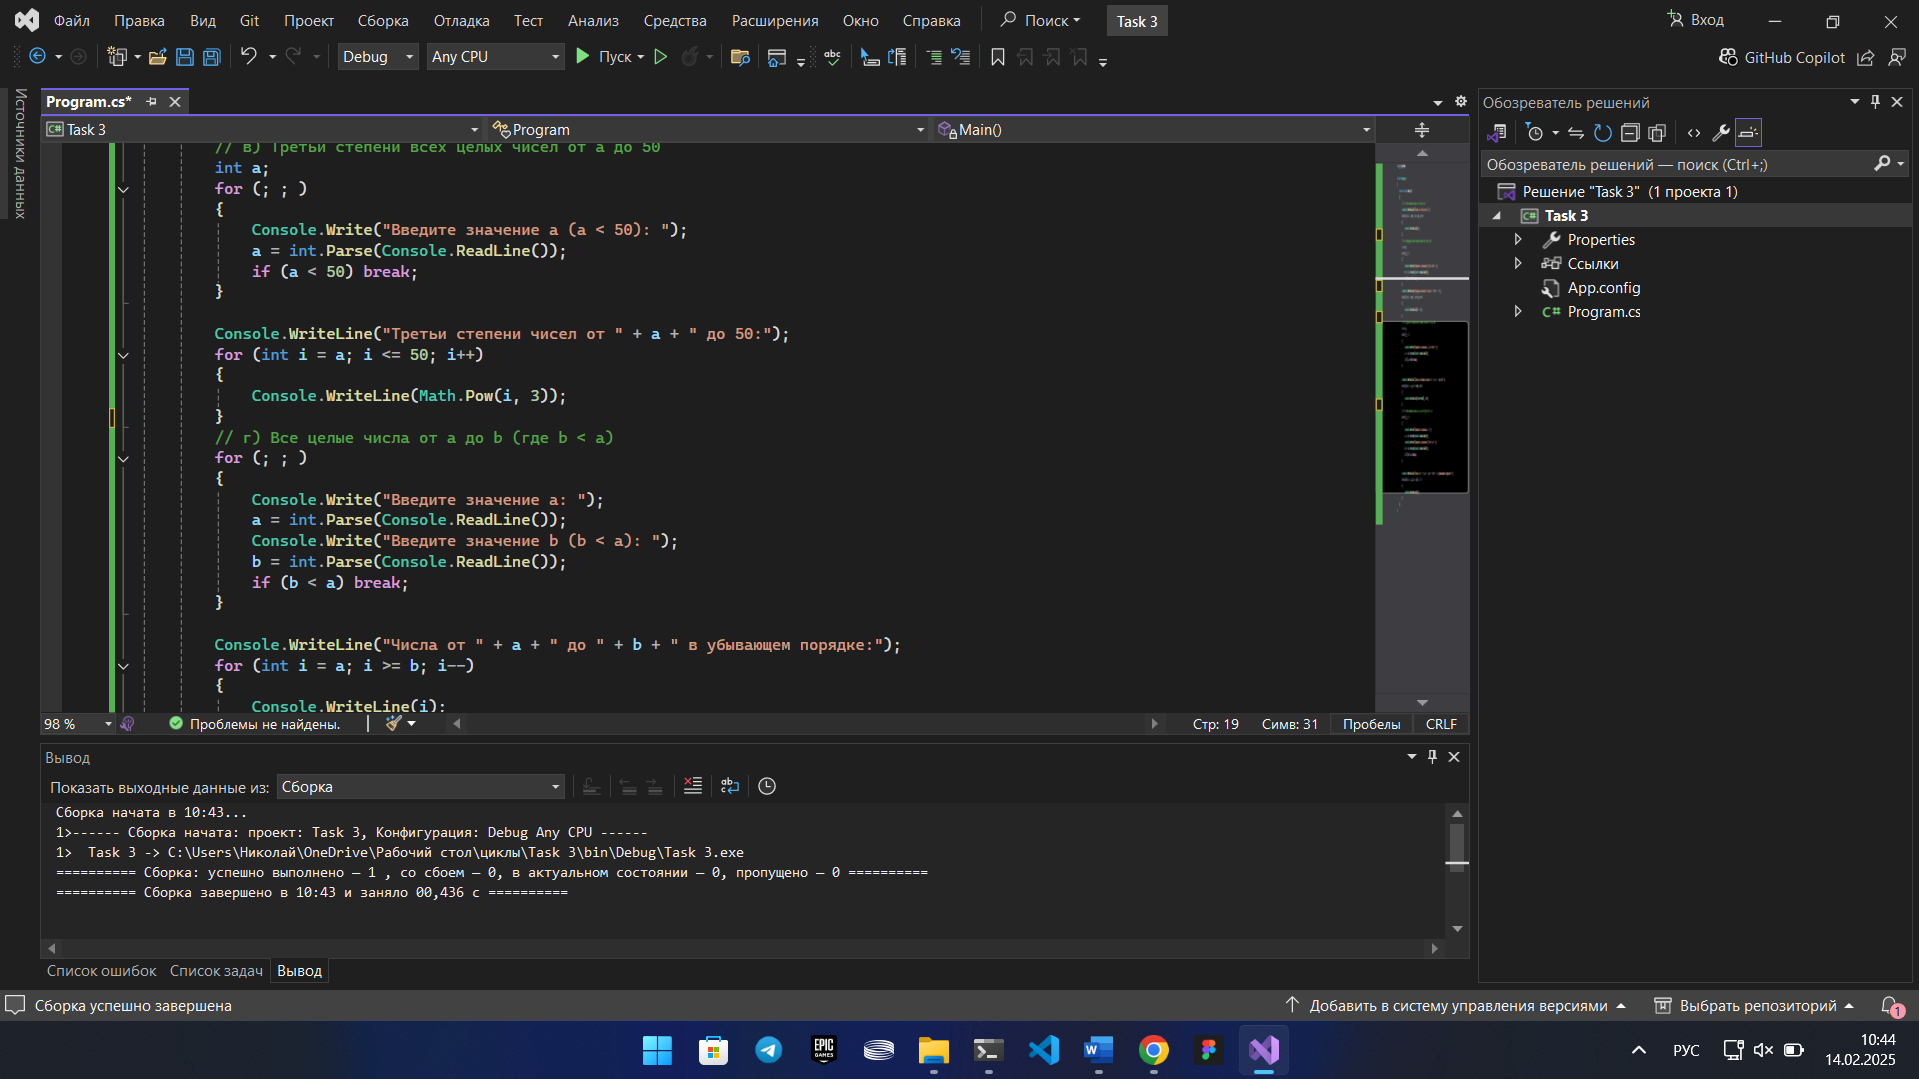 Файл Правка Вид Git Проект Сборка Отладка Тест Анализ Средства Расширения Окно Справка Поиск Task 3 Вход
Debug Any CPU Пуск abc GitHub Copilot
Источники данных
Program.cs*
Task 3 Program Main()
// в) Третьи степени всех целых чисел от a до 50
int a;
for (; ; )
{
Console.Write("Введите значение a (a < 50): ");
a = int.Parse(Console.ReadLine());
if (a < 50) break;
}
Console.WriteLine("Третьи степени чисел от " + a + " до 50:");
for (int i = a; i <= 50; i++)
{
Console.WriteLine(Math.Pow(i, 3));
}
// г) Все целые числа от a до b (где b < a)
for (; ; )
{
Console.Write("Введите значение a: ");
a = int.Parse(Console.ReadLine());
Console.Write("Введите значение b (b < a): ");
b = int.Parse(Console.ReadLine());
if (b < a) break;
}
Console.WriteLine("Числа от " + a + " до " + b + " в убывающем порядке:");
for (int i = a; i >= b; i--)
{
Console.WriteLine(i);
98 % Проблемы не найдены. Стр: 19 Симв: 31 Пробелы CRLF
Вывод
Показать выходные данные из: Сборка
Сборка начата в 10:43...
1>------ Сборка начата: проект: Task 3, Конфигурация: Debug Any CPU ------
1>  Task 3 -> C:\Users\Николай\OneDrive\Рабочий стол\циклы\Task 3\bin\Debug\Task 3.exe
========== Сборка: успешно выполнено — 1 , со сбоем — 0, в актуальном состоянии — 0, пропущено — 0 ==========
========== Сборка завершено в 10:43 и заняло 00,436 с ==========
Список ошибок Список задач Вывод
Обозреватель решений
Обозреватель решений — поиск (Ctrl+;)
Решение "Task 3" (1 проекта 1)
C# Task 3
Properties
Ссылки
App.config
C# Program.cs
Сборка успешно завершена Добавить в систему управления версиями Выбрать репозиторий 1
EPIC GAMES
РУС
10:44
14.02.2025